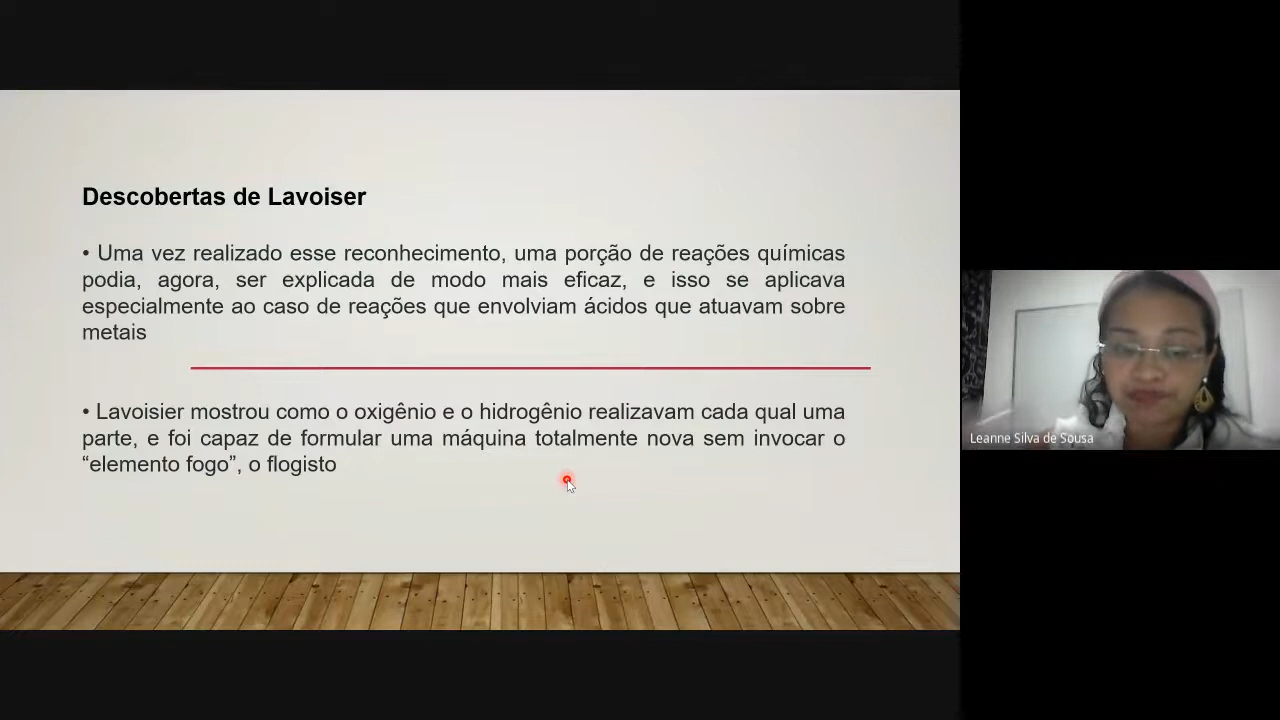 Descobertas de Lavoiser
• Uma vez realizado esse reconhecimento, uma porção de reações químicas
podia, agora, ser explicada de modo mais eficaz, e isso se aplicava
especialmente ao caso de reações que envolviam ácidos que atuavam sobre
metais
• Lavoisier mostrou como o oxigênio e o hidrogênio realizavam cada qual uma
parte, e foi capaz de formular uma máquina totalmente nova sem invocar o
“elemento fogo”, o flogisto
Leanne Silva de Sousa